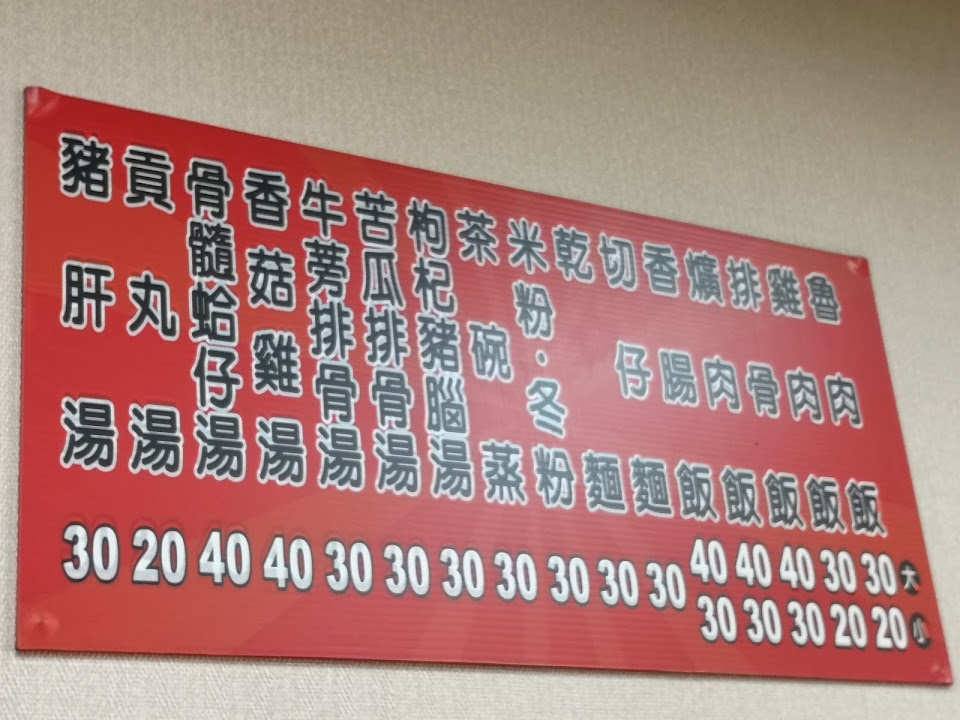 魯肉飯
雞肉飯
排骨飯
爌肉飯
香腸飯
切仔麵
乾麵
米粉·冬粉
茶碗蒸
枸杞豬腦湯
苦瓜排骨湯
牛蒡排骨湯
香菇雞湯
骨髓蛤仔湯
貢丸湯
豬肝湯
30 20 40 40 30 30 30 30 30 30 30 40 40 40 30 30 大
30 30 30 20 20 小